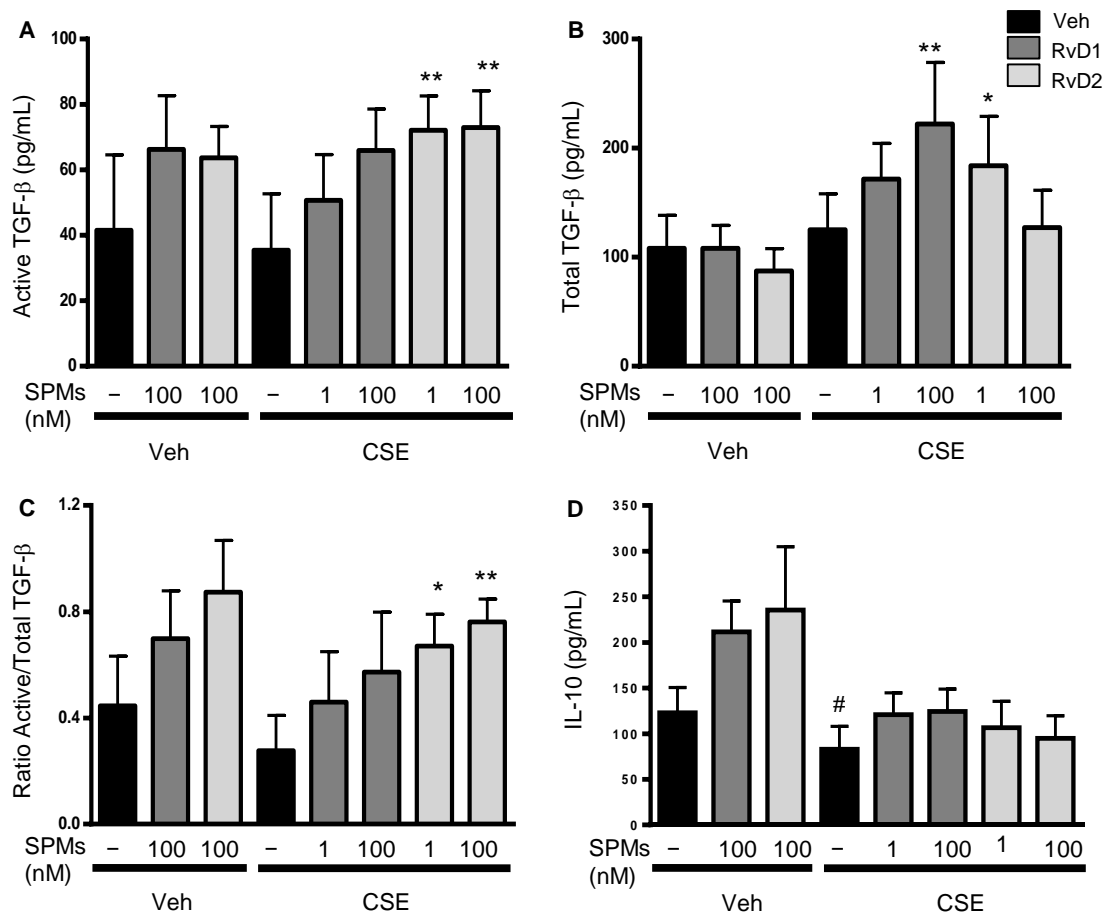 Veh
RvD1
RvD2
A
Active TGF-β (pg/mL)
100
80
60
40
20
0
SPMs
(nM)
– 100 100 1 100 1 100
–
Veh
CSE
B
Total TGF-β (pg/mL)
300
200
100
0
SPMs
(nM)
– 100 100 – 1 100 1 100
Veh
CSE
** **
** *
C
Ratio Active/Total TGF-β
1.2
0.8
0.4
0.0
* **
SPMs
(nM)
– 100 100 – 1 100 1 100
Veh
CSE
D
IL-10 (pg/mL)
350
300
250
200
150
100
50
0
#
SPMs
(nM)
– 100 100 – 1 100 1 100
Veh
CSE